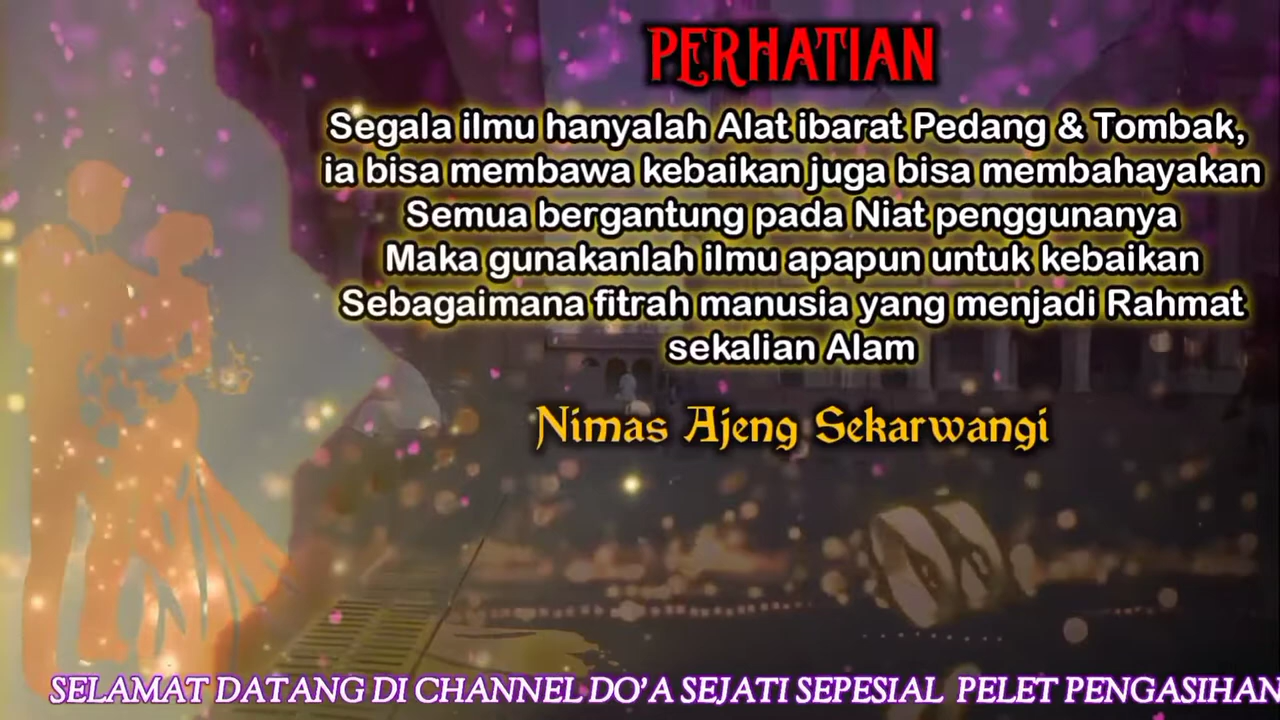 PERHATIAN
Segala ilmu hanyalah Alat ibarat Pedang & Tombak,
ia bisa membawa kebaikan juga bisa membahayakan
Semua bergantung pada Niat penggunanya
Maka gunakanlah ilmu apapun untuk kebaikan
Sebagaimana fitrah manusia yang menjadi Rahmat
sekalian Alam
Nimas Ajeng Sekarwangi
SELAMAT DATANG DI CHANNEL DO'A SEJATI SEPESIAL PELET PENGASIHAN